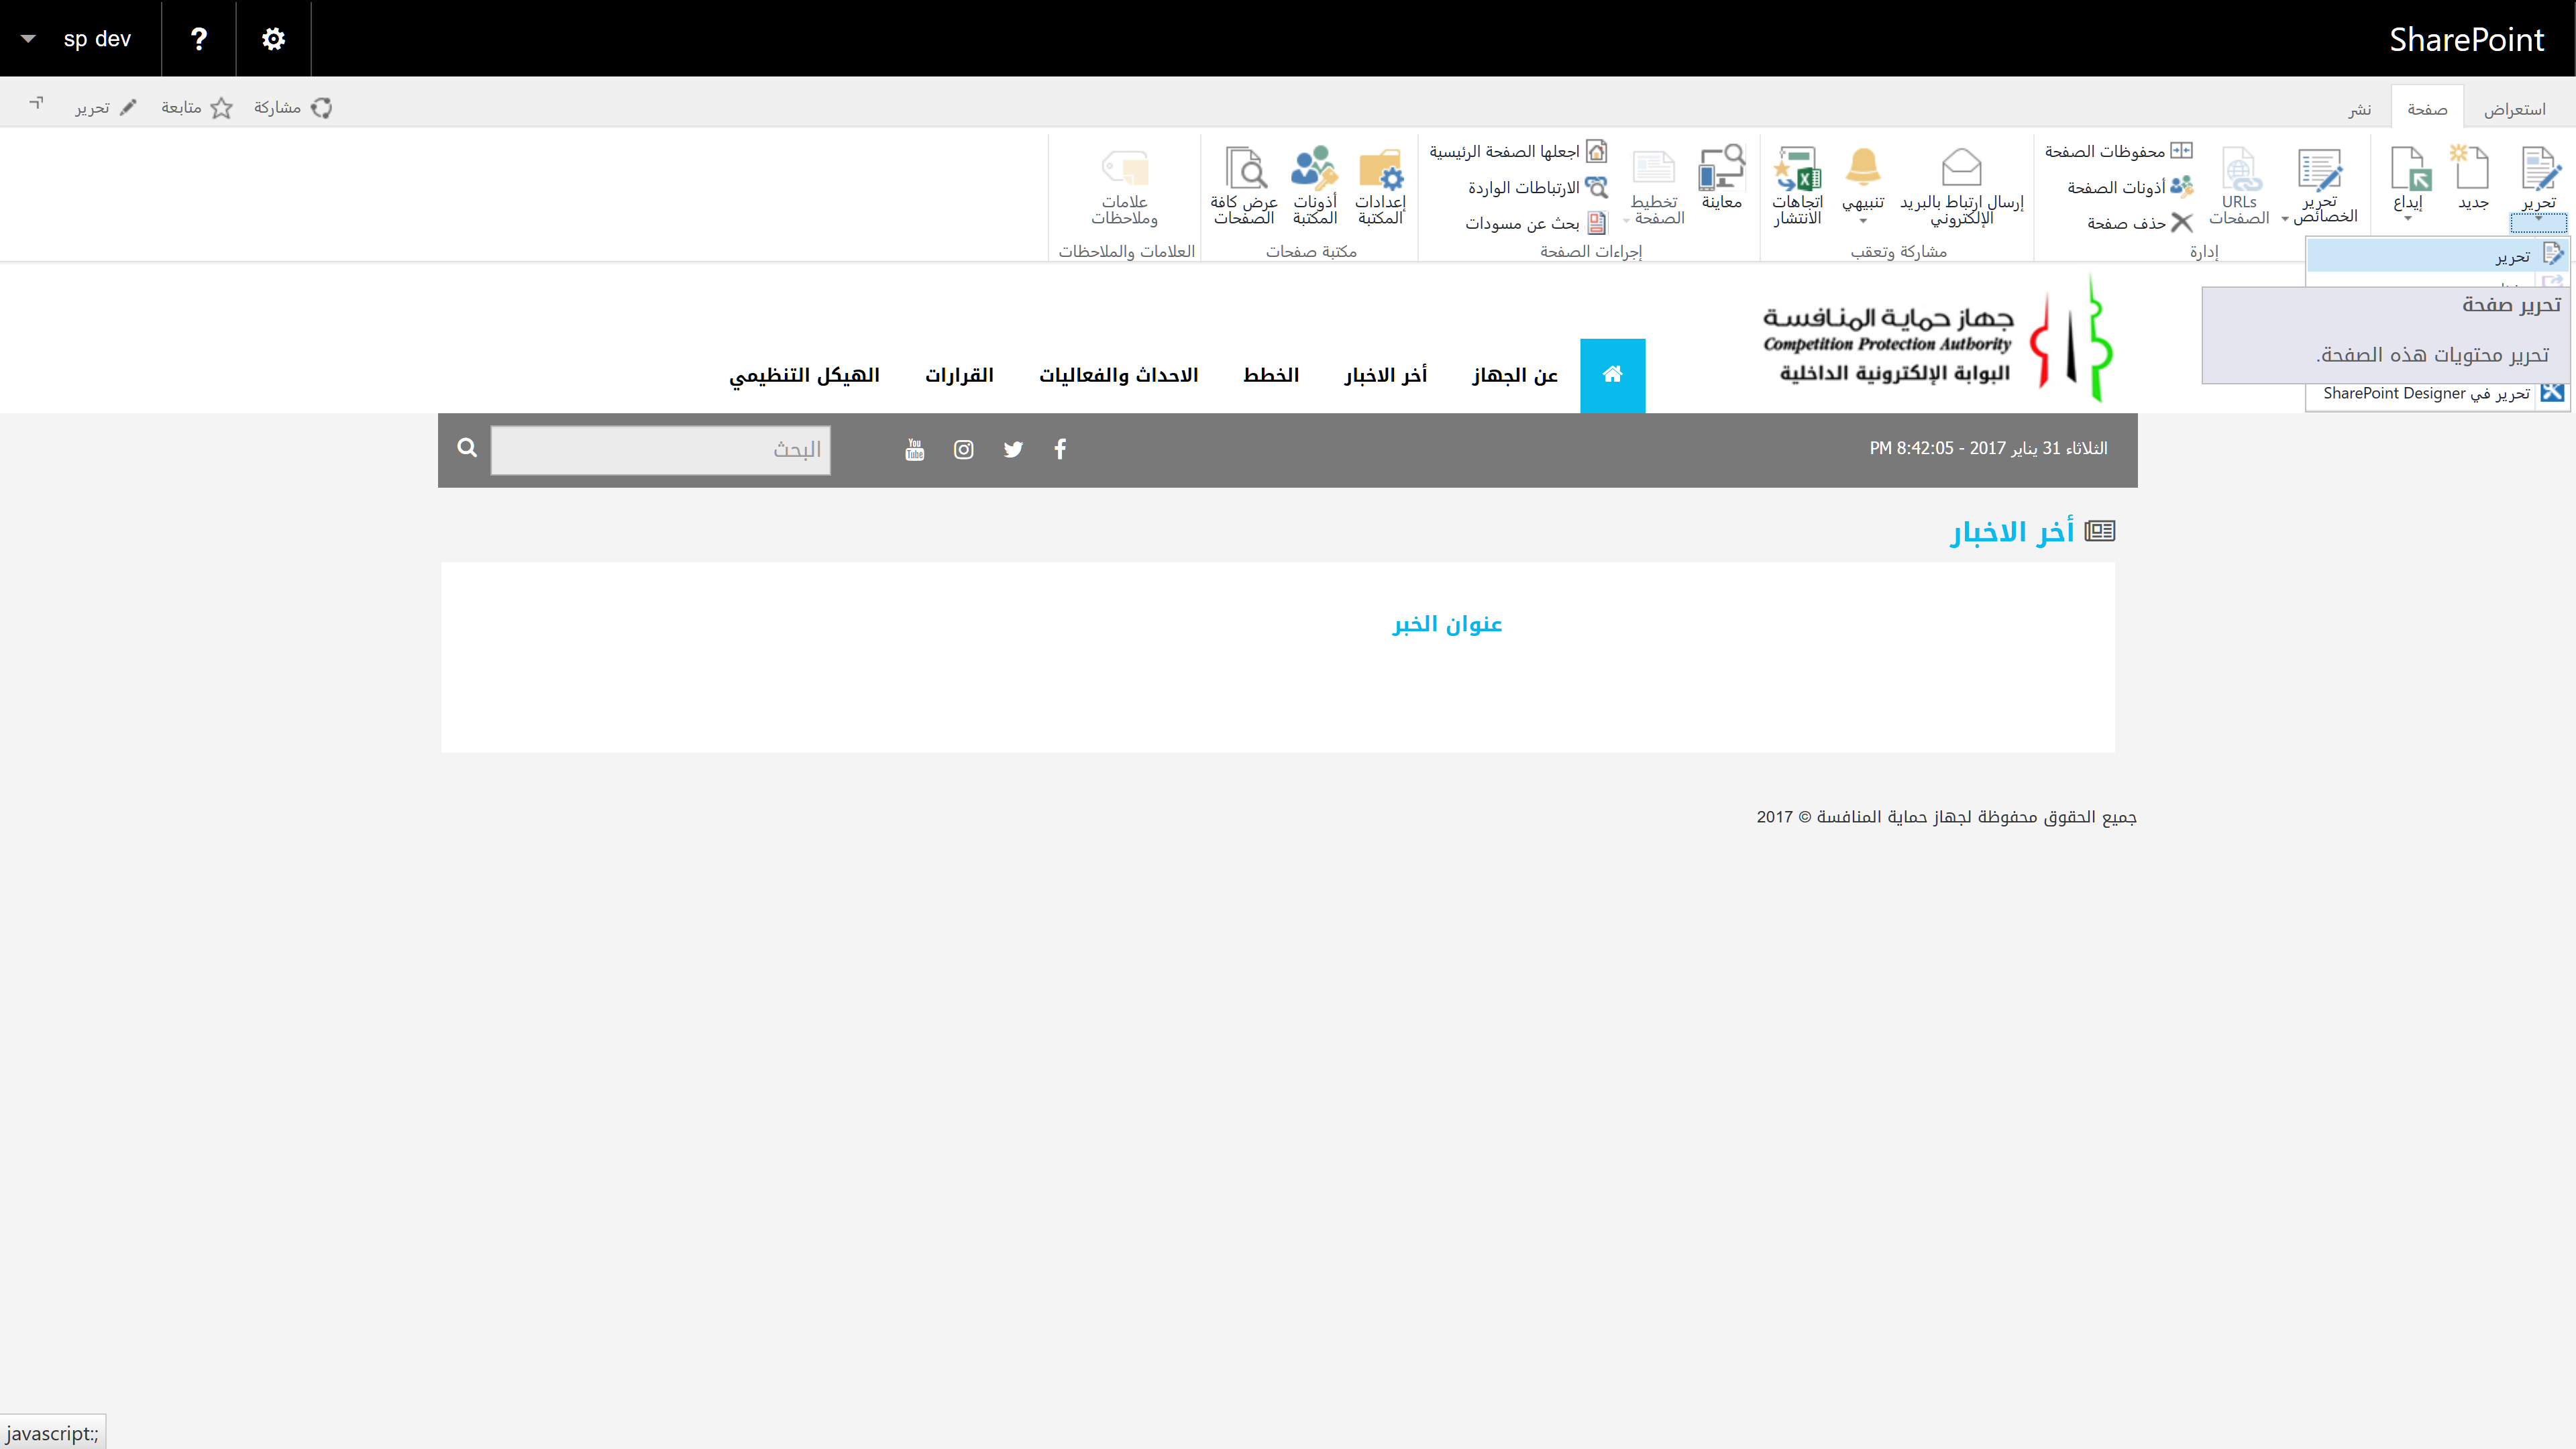 SharePoint
sp dev
استعراض
صفحة
نشر
مشاركة
متابعة
تحرير
تحرير
جديد
إيداع
تحرير
الخصائص
URLs
الصفحات
محفوظات الصفحة
أذونات الصفحة
حذف صفحة
إدارة
إرسال ارتباط بالبريد
الإلكتروني
تنبيهي
اتجاهات
الانتشار
مشاركة وتعقب
معاينة
تخطيط
الصفحة
اجعلها الصفحة الرئيسية
الارتباطات الواردة
بحث عن مسودات
إجراءات الصفحة
إعدادات
المكتبة
أذونات
المكتبة
عرض كافة
الصفحات
مكتبة صفحات
علامات
وملاحظات
العلامات والملاحظات
تحرير
تحرير صفحة
تحرير محتويات هذه الصفحة.
تحرير في SharePoint Designer
جهاز حماية المنافسة
Competition Protection Authority
البوابة الإلكترونية الداخلية
عن الجهاز
أخر الاخبار
الخطط
الاحداث والفعاليات
القرارات
الهيكل التنظيمي
الثلاثاء 31 يناير 2017 - 8:42:05 PM
You
Tube
البحث
أخر الاخبار
عنوان الخبر
جميع الحقوق محفوظة لجهاز حماية المنافسة © 2017
javascript:;